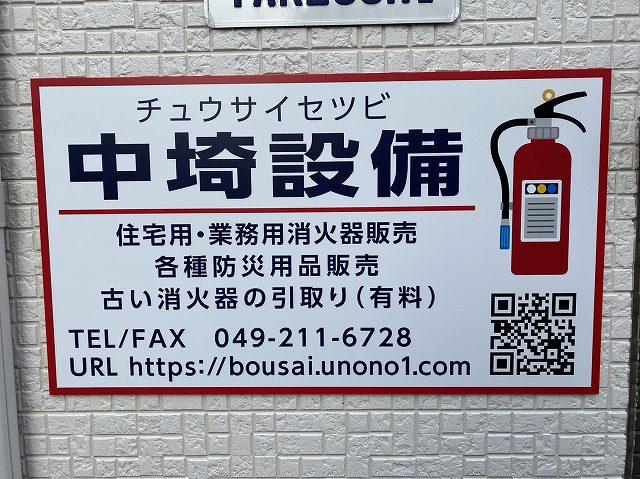 チュウサイセツビ
中埼設備
住宅用・業務用消火器販売
各種防災用品販売
古い消火器の引取り(有料)
TEL/FAX 049-211-6728
URL https://bousai.unono1.com